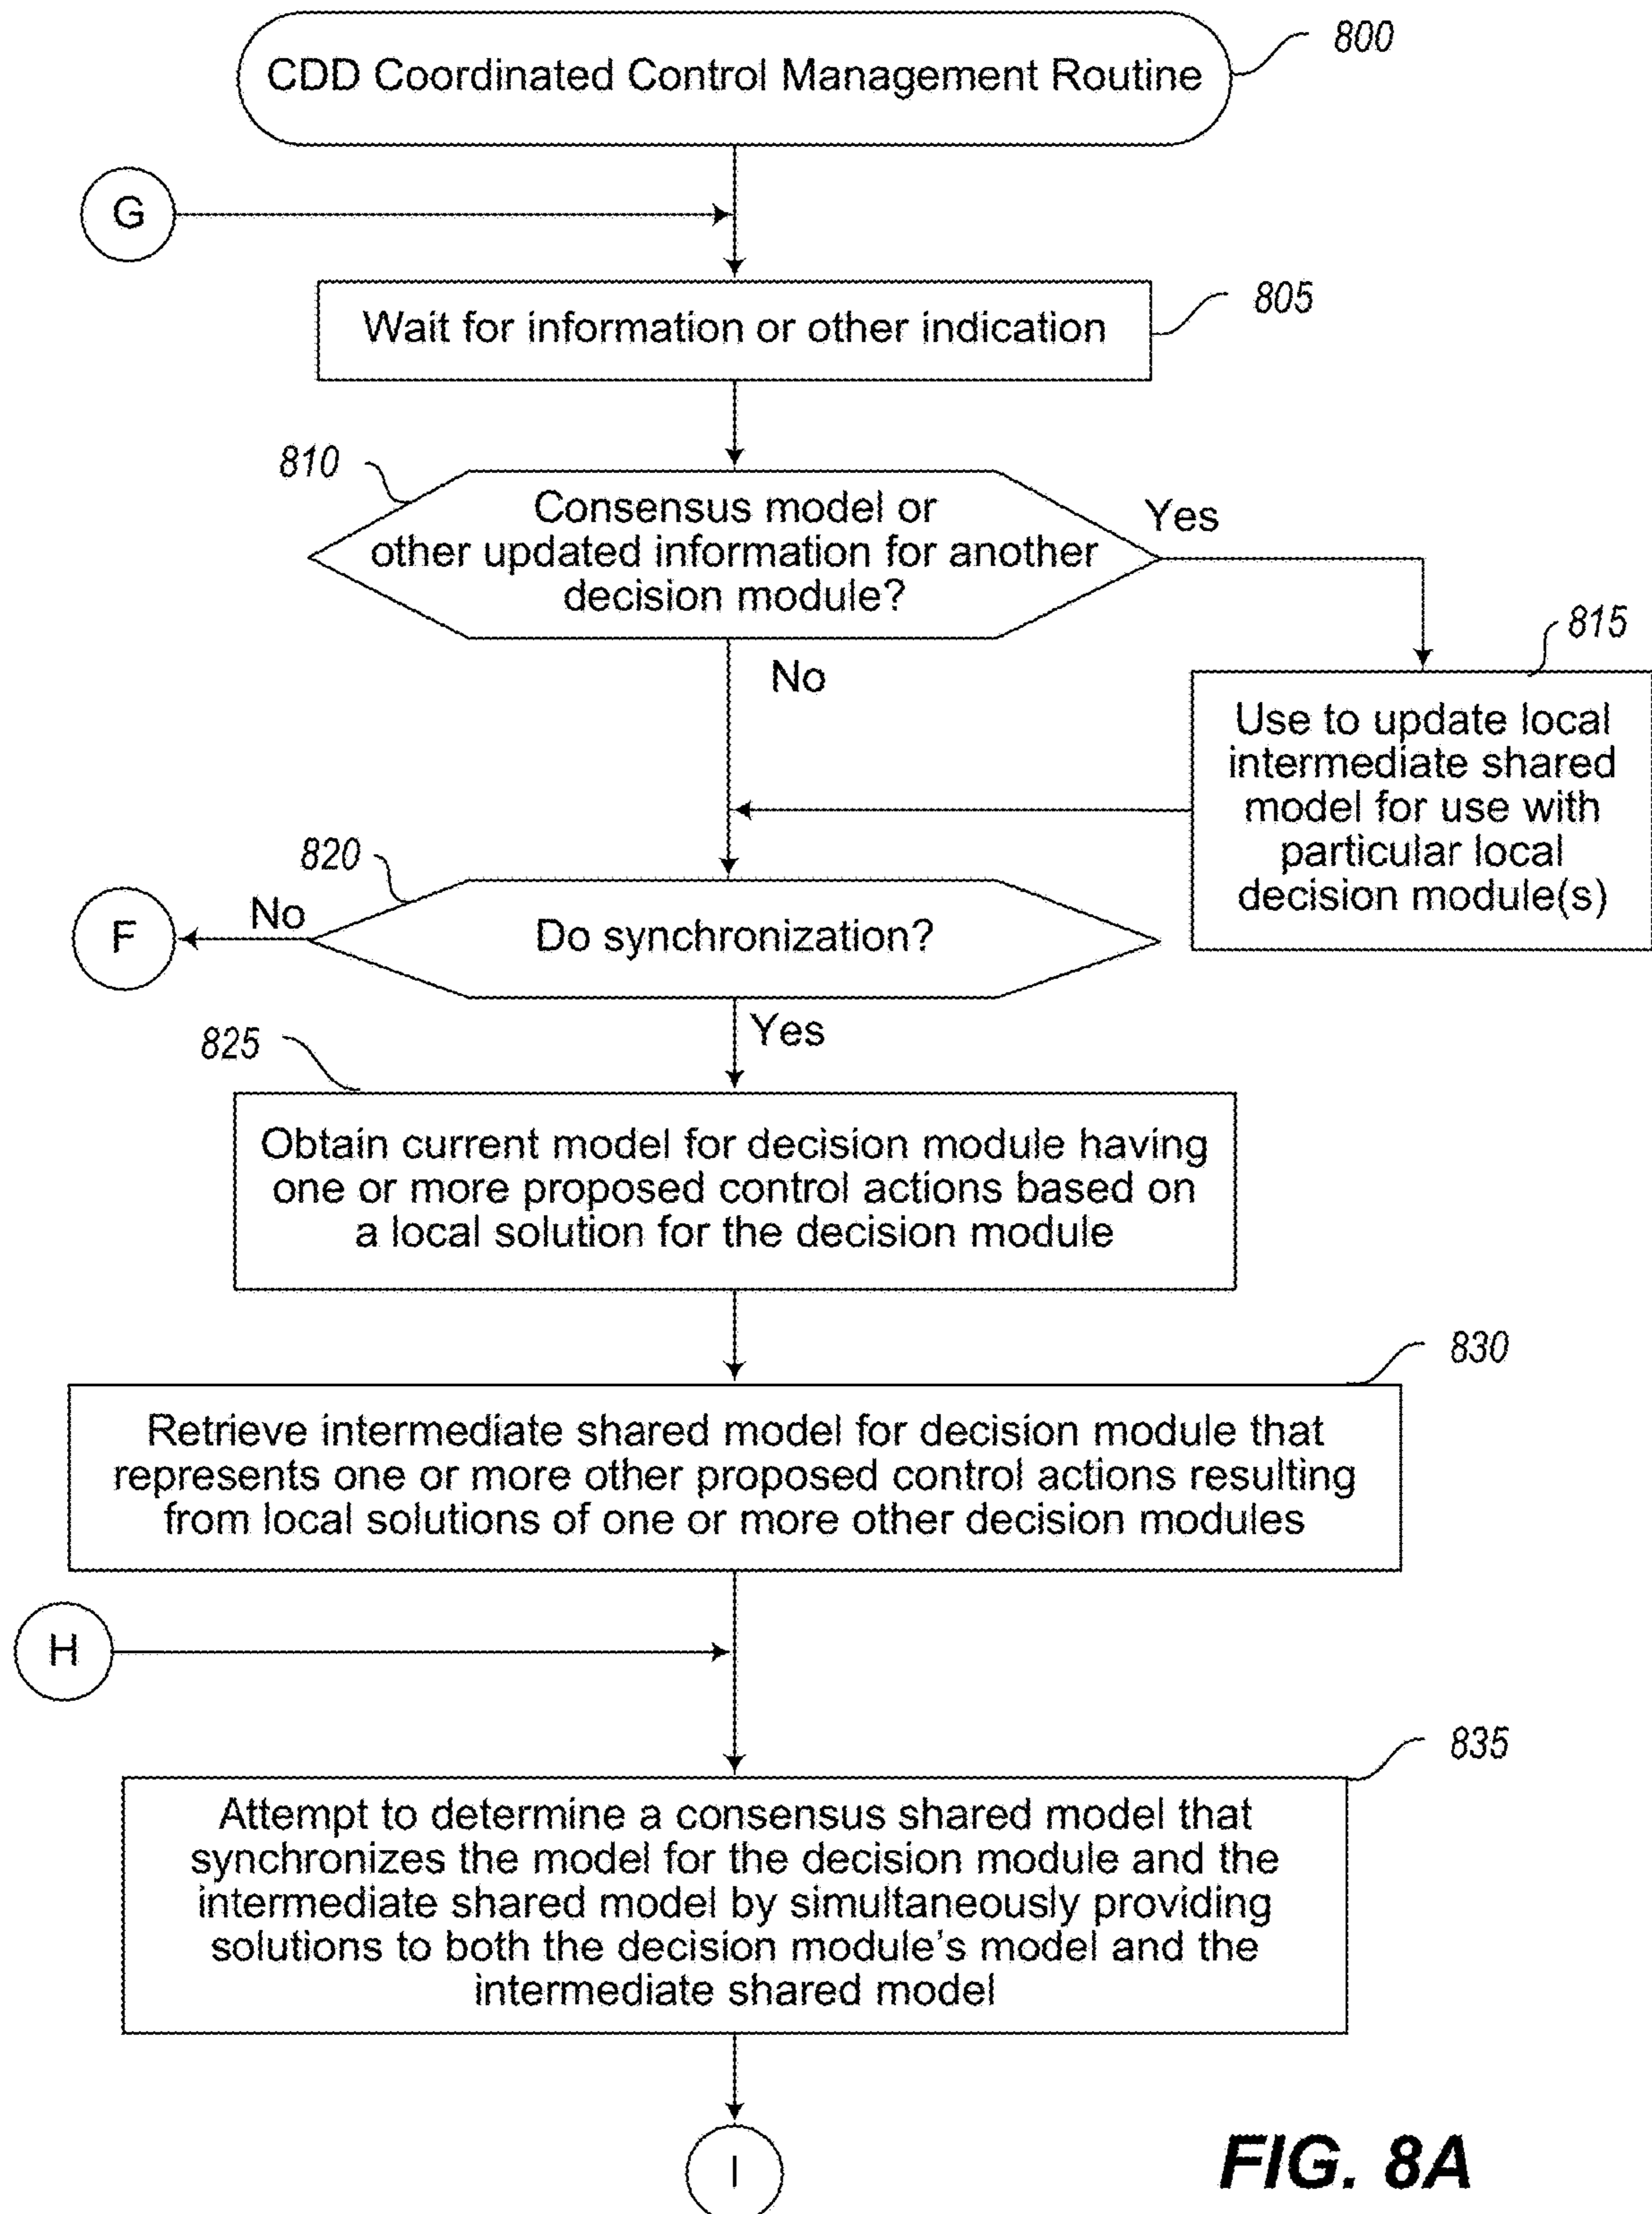 CDD Coordinated Control Management Routine
800
G
Wait for information or other indication
805
810
Consensus model or
other updated information for another
decision module?
Yes
No
815
Use to update local
intermediate shared
model for use with
particular local
decision module(s)
820
F
No
Do synchronization?
Yes
825
Obtain current model for decision module having
one or more proposed control actions based on
a local solution for the decision module
830
Retrieve intermediate shared model for decision module that
represents one or more other proposed control actions resulting
from local solutions of one or more other decision modules
H
835
Attempt to determine a consensus shared model that
synchronizes the model for the decision module and the
intermediate shared model by simultaneously providing
solutions to both the decision module's model and the
intermediate shared model
I
FIG. 8A